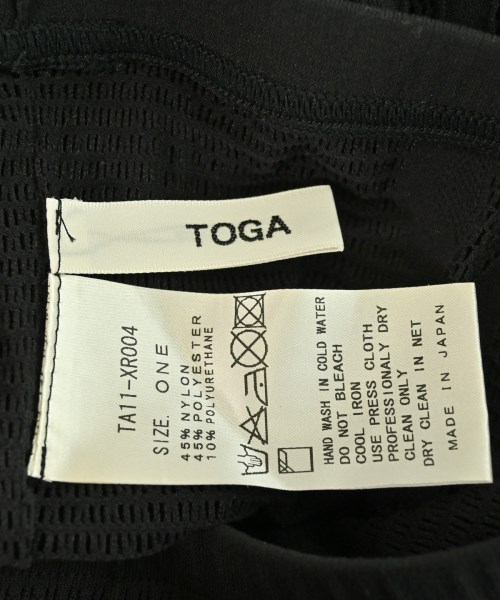 TOGA
TA11-XR004
SIZE. ONE
45% NYLON
45% POLYESTER
10% POLYURETHANE
HAND WASH IN COLD WATER
DO NOT BLEACH
COOL IRON
USE PRESS CLOTH
PROFESSIONALY DRY
CLEAN ONLY
DRY CLEAN IN NET
MADE IN JAPAN